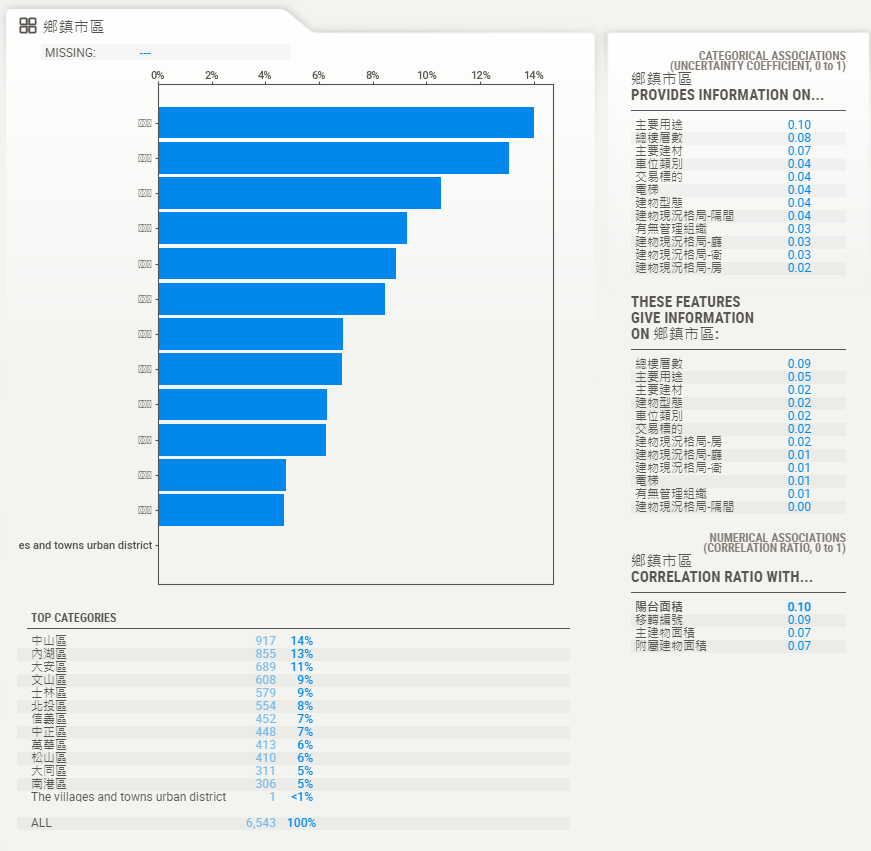 鄉鎮市區
MISSING: ---
0% 2% 4% 6% 8% 10% 12% 14%
es and towns urban district
TOP CATEGORIES
中山區 917 14%
內湖區 855 13%
大安區 689 11%
文山區 608 9%
士林區 579 9%
北投區 554 8%
信義區 452 7%
中正區 448 7%
萬華區 413 6%
松山區 410 6%
大同區 311 5%
南港區 306 5%
The villages and towns urban district 1 <1%
ALL 6,543 100%
CATEGORICAL ASSOCIATIONS
(UNCERTAINTY COEFFICIENT, 0 to 1)
鄉鎮市區
PROVIDES INFORMATION ON...
主要用途 0.10
總樓層數 0.08
主要建材 0.07
車位類別 0.04
交易標的 0.04
電梯 0.04
建物型態 0.04
建物現況格局-隔間 0.04
有無管理組織 0.03
建物現況格局-廳 0.03
建物現況格局-衛 0.03
建物現況格局-房 0.02
THESE FEATURES
GIVE INFORMATION
ON 鄉鎮市區:
總樓層數 0.09
主要用途 0.05
主要建材 0.02
建物型態 0.02
車位類別 0.02
交易標的 0.02
建物現況格局-房 0.02
建物現況格局-廳 0.01
建物現況格局-衛 0.01
電梯 0.01
有無管理組織 0.01
建物現況格局-隔間 0.00
NUMERICAL ASSOCIATIONS
(CORRELATION RATIO, 0 to 1)
鄉鎮市區
CORRELATION RATIO WITH...
陽台面積 0.10
移轉編號 0.09
主建物面積 0.07
附屬建物面積 0.07